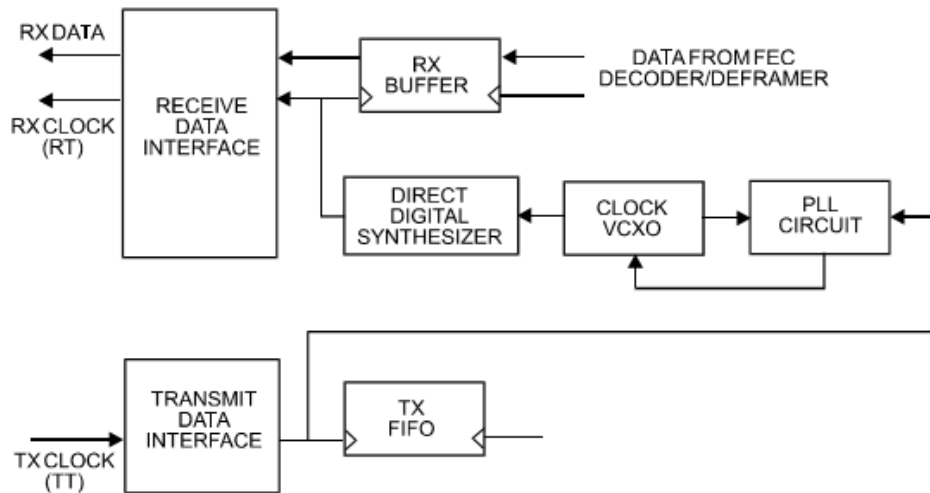 RX DATA
RX CLOCK
(RT)
RECEIVE
DATA
INTERFACE
RX
BUFFER
DATA FROM FEC
DECODER/DEFRAMER
DIRECT
DIGITAL
SYNTHESIZER
CLOCK
VCXO
PLL
CIRCUIT
TRANSMIT
DATA
INTERFACE
TX
FIFO
TX CLOCK
(TT)